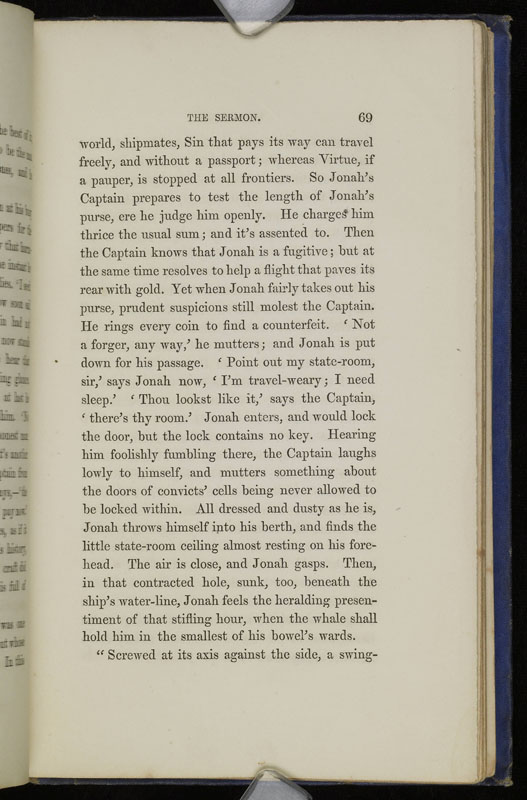 THE SERMON. 69
world, shipmates, Sin that pays its way can travel
freely, and without a passport; whereas Virtue, if
a pauper, is stopped at all frontiers. So Jonah's
Captain prepares to test the length of Jonah's
purse, ere he judge him openly. He charges him
thrice the usual sum; and it's assented to. Then
the Captain knows that Jonah is a fugitive; but at
the same time resolves to help a flight that paves its
rear with gold. Yet when Jonah fairly takes out his
purse, prudent suspicions still molest the Captain.
He rings every coin to find a counterfeit. ‘Not
a forger, any way,’ he mutters; and Jonah is put
down for his passage. ‘Point out my state-room,
sir,’ says Jonah now, ‘I'm travel-weary; I need
sleep.’ ‘Thou lookst like it,’ says the Captain,
‘there's thy room.’ Jonah enters, and would lock
the door, but the lock contains no key. Hearing
him foolishly fumbling there, the Captain laughs
lowly to himself, and mutters something about
the doors of convicts' cells being never allowed to
be locked within. All dressed and dusty as he is,
Jonah throws himself into his berth, and finds the
little state-room ceiling almost resting on his fore-
head. The air is close, and Jonah gasps. Then,
in that contracted hole, sunk, too, beneath the
ship's water-line, Jonah feels the heralding presen-
timent of that stifling hour, when the whale shall
hold him in the smallest of his bowel's wards.
“Screwed at its axis against the side, a swing-